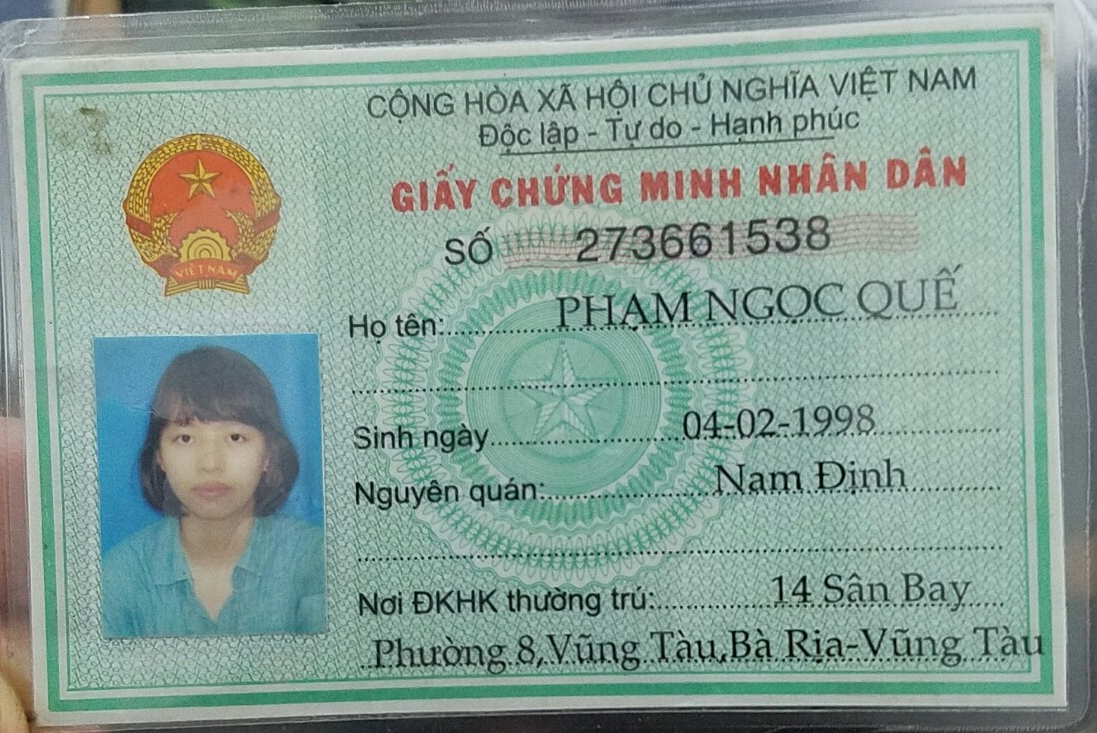 CỘNG HÒA XÃ HỘI CHỦ NGHĨA VIỆT NAM
Độc lập - Tự do - Hạnh phúc
GIẤY CHỨNG MINH NHÂN DÂN
SỐ 273661538
VIỆT NAM
Họ tên: PHẠM NGỌC QUẾ
Sinh ngày 04-02-1998
Nguyên quán: Nam Định
Nơi ĐKHK thường trú: 14 Sân Bay
Phường 8,Vũng Tàu,Bà Rịa-Vũng Tàu